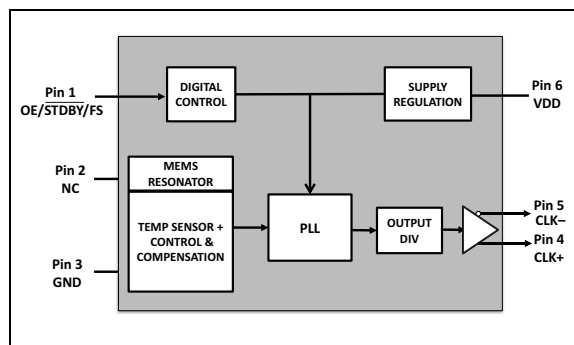 Pin 1
OE/STDBY/FS
DIGITAL
CONTROL
SUPPLY
REGULATION
Pin 6
VDD
Pin 2
NC
MEMS
RESONATOR
TEMP SENSOR +
CONTROL &
COMPENSATION
PLL
OUTPUT
DIV
Pin 5
CLK–
Pin 4
CLK+
Pin 3
GND